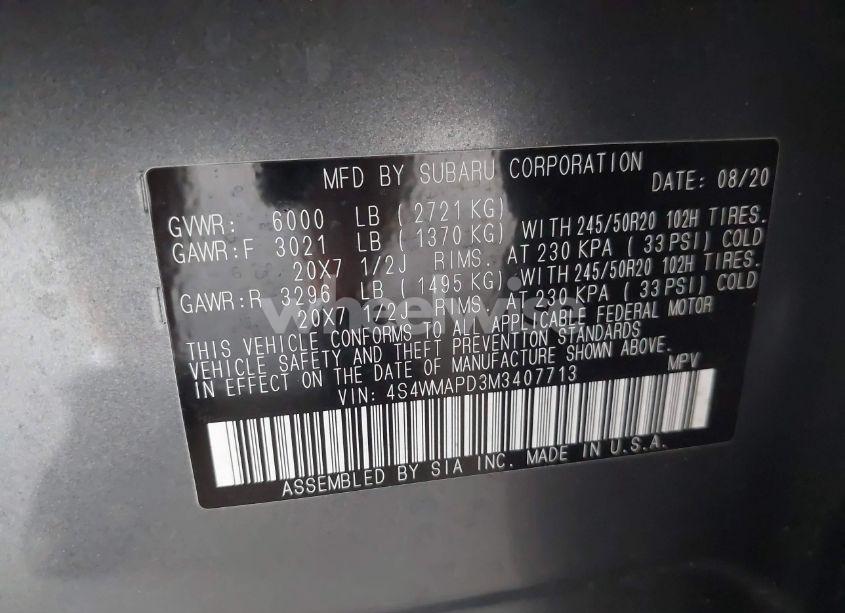 MFD BY SUBARU CORPORATION DATE: 08/20
GVWR: 6000 LB ( 2721 KG)
GAWR:F 3021 LB ( 1370 KG) WITH 245/50R20 102H TIRES.
20X7 1/2J RIMS. AT 230 KPA ( 33 PSI) COLD
GAWR:R 3296 LB ( 1495 KG) WITH 245/50R20 102H TIRES.
20X7 1/2J RIMS. AT 230 KPA ( 33 PSI) COLD
THIS VEHICLE CONFORMS TO ALL APPLICABLE FEDERAL MOTOR
VEHICLE SAFETY AND THEFT PREVENTION STANDARDS
IN EFFECT ON THE DATE OF MANUFACTURE SHOWN ABOVE.
VIN: 4S4WMAPD3M3407713 MPV
ASSEMBLED BY SIA INC. MADE IN U.S.A.
wheelwise